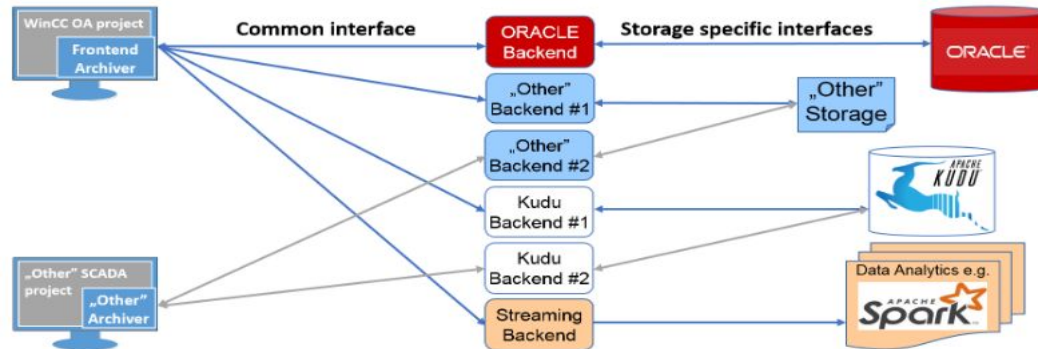 WinCC OA project
Frontend
Archiver
Common interface
ORACLE
Backend
Storage specific interfaces
ORACLE
„Other"
Backend #1
„Other"
Storage
„Other"
Backend #2
APACHE
KUDU
Kudu
Backend #1
„Other" SCADA
project
„Other"
Archiver
Kudu
Backend #2
Streaming
Backend
Data Analytics e.g.
APACHE
Spark